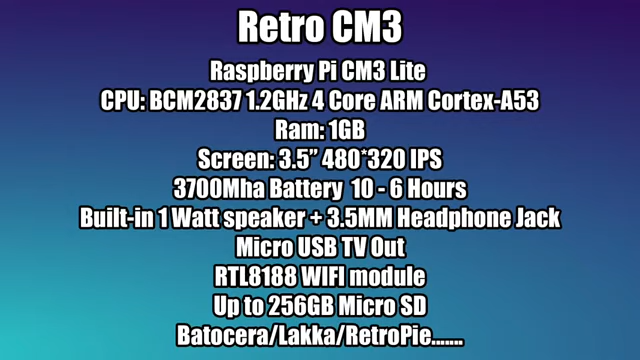 Retro CM3
Raspberry Pi CM3 Lite
CPU: BCM2837 1.2GHz 4 Core ARM Cortex-A53
Ram: 1GB
Screen: 3.5” 480*320 IPS
3700Mha Battery 10 - 6 Hours
Built-in 1 Watt speaker + 3.5MM Headphone Jack
Micro USB TV Out
RTL8188 WIFI module
Up to 256GB Micro SD
Batocera/Lakka/RetroPie.......